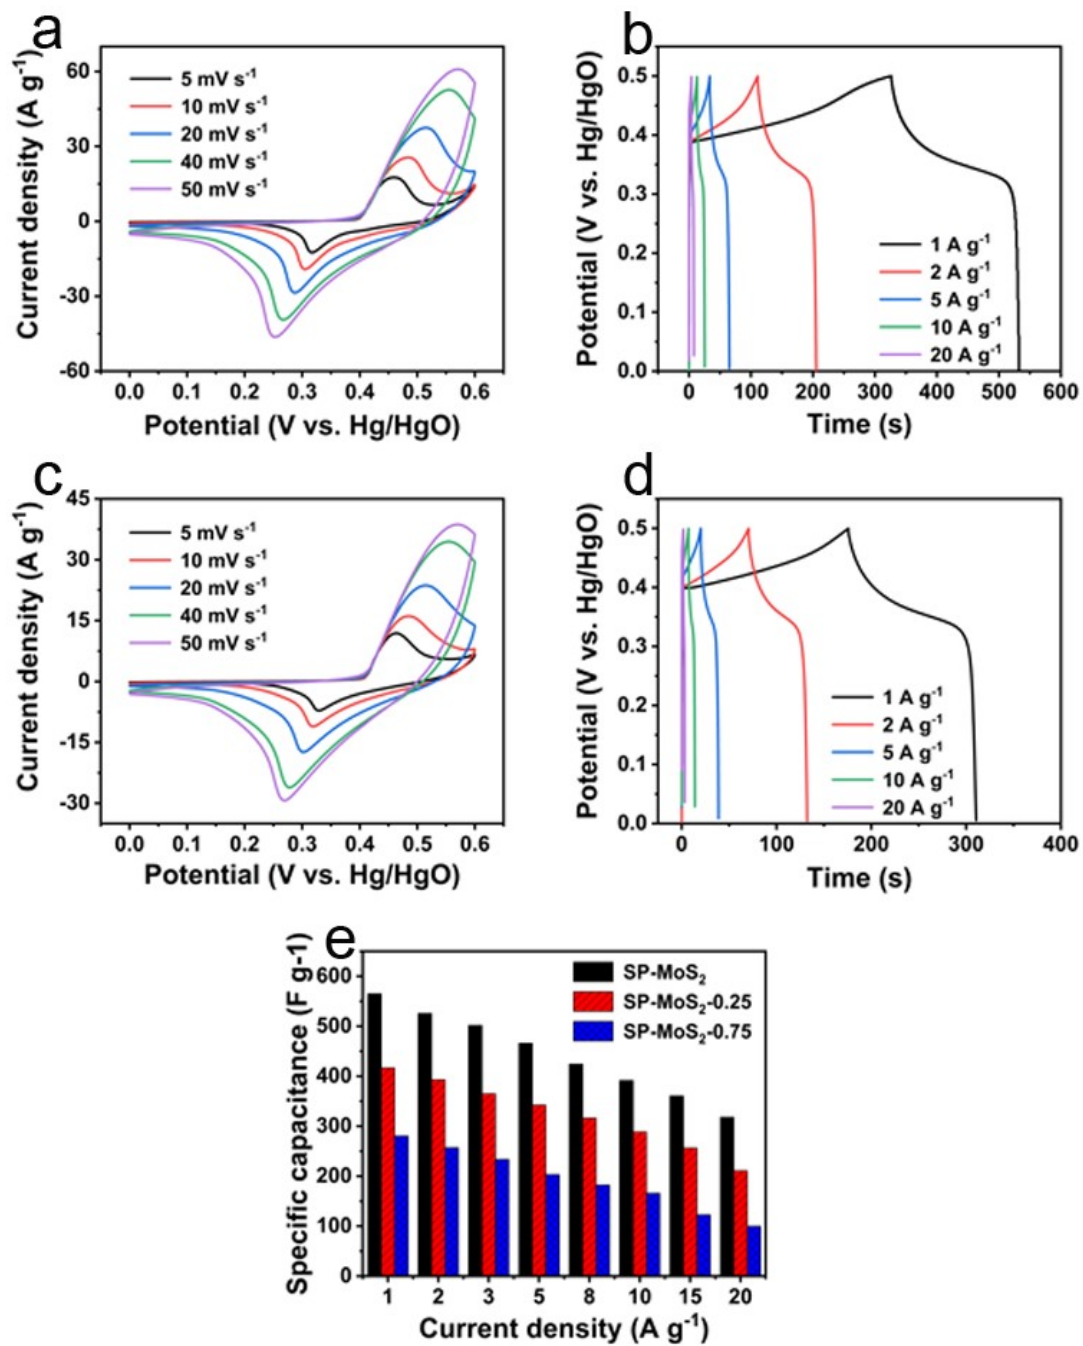 a
Current density (A g⁻¹)
60
30
0
-30
-60
5 mV s⁻¹
10 mV s⁻¹
20 mV s⁻¹
40 mV s⁻¹
50 mV s⁻¹
0.0 0.1 0.2 0.3 0.4 0.5 0.6
Potential (V vs. Hg/HgO)
b
Potential (V vs. Hg/HgO)
0.5
0.4
0.3
0.2
0.1
0.0
1 A g⁻¹
2 A g⁻¹
5 A g⁻¹
10 A g⁻¹
20 A g⁻¹
0 100 200 300 400 500 600
Time (s)
c
Current density (A g⁻¹)
45
30
15
0
-15
-30
5 mV s⁻¹
10 mV s⁻¹
20 mV s⁻¹
40 mV s⁻¹
50 mV s⁻¹
0.0 0.1 0.2 0.3 0.4 0.5 0.6
Potential (V vs. Hg/HgO)
d
Potential (V vs. Hg/HgO)
0.5
0.4
0.3
0.2
0.1
0.0
1 A g⁻¹
2 A g⁻¹
5 A g⁻¹
10 A g⁻¹
20 A g⁻¹
0 100 200 300 400
Time (s)
e
Specific capacitance (F g-1)
600
500
400
300
200
100
0
SP-MoS₂
SP-MoS₂-0.25
SP-MoS₂-0.75
1 2 3 5 8 10 15 20
Current density (A g⁻¹)